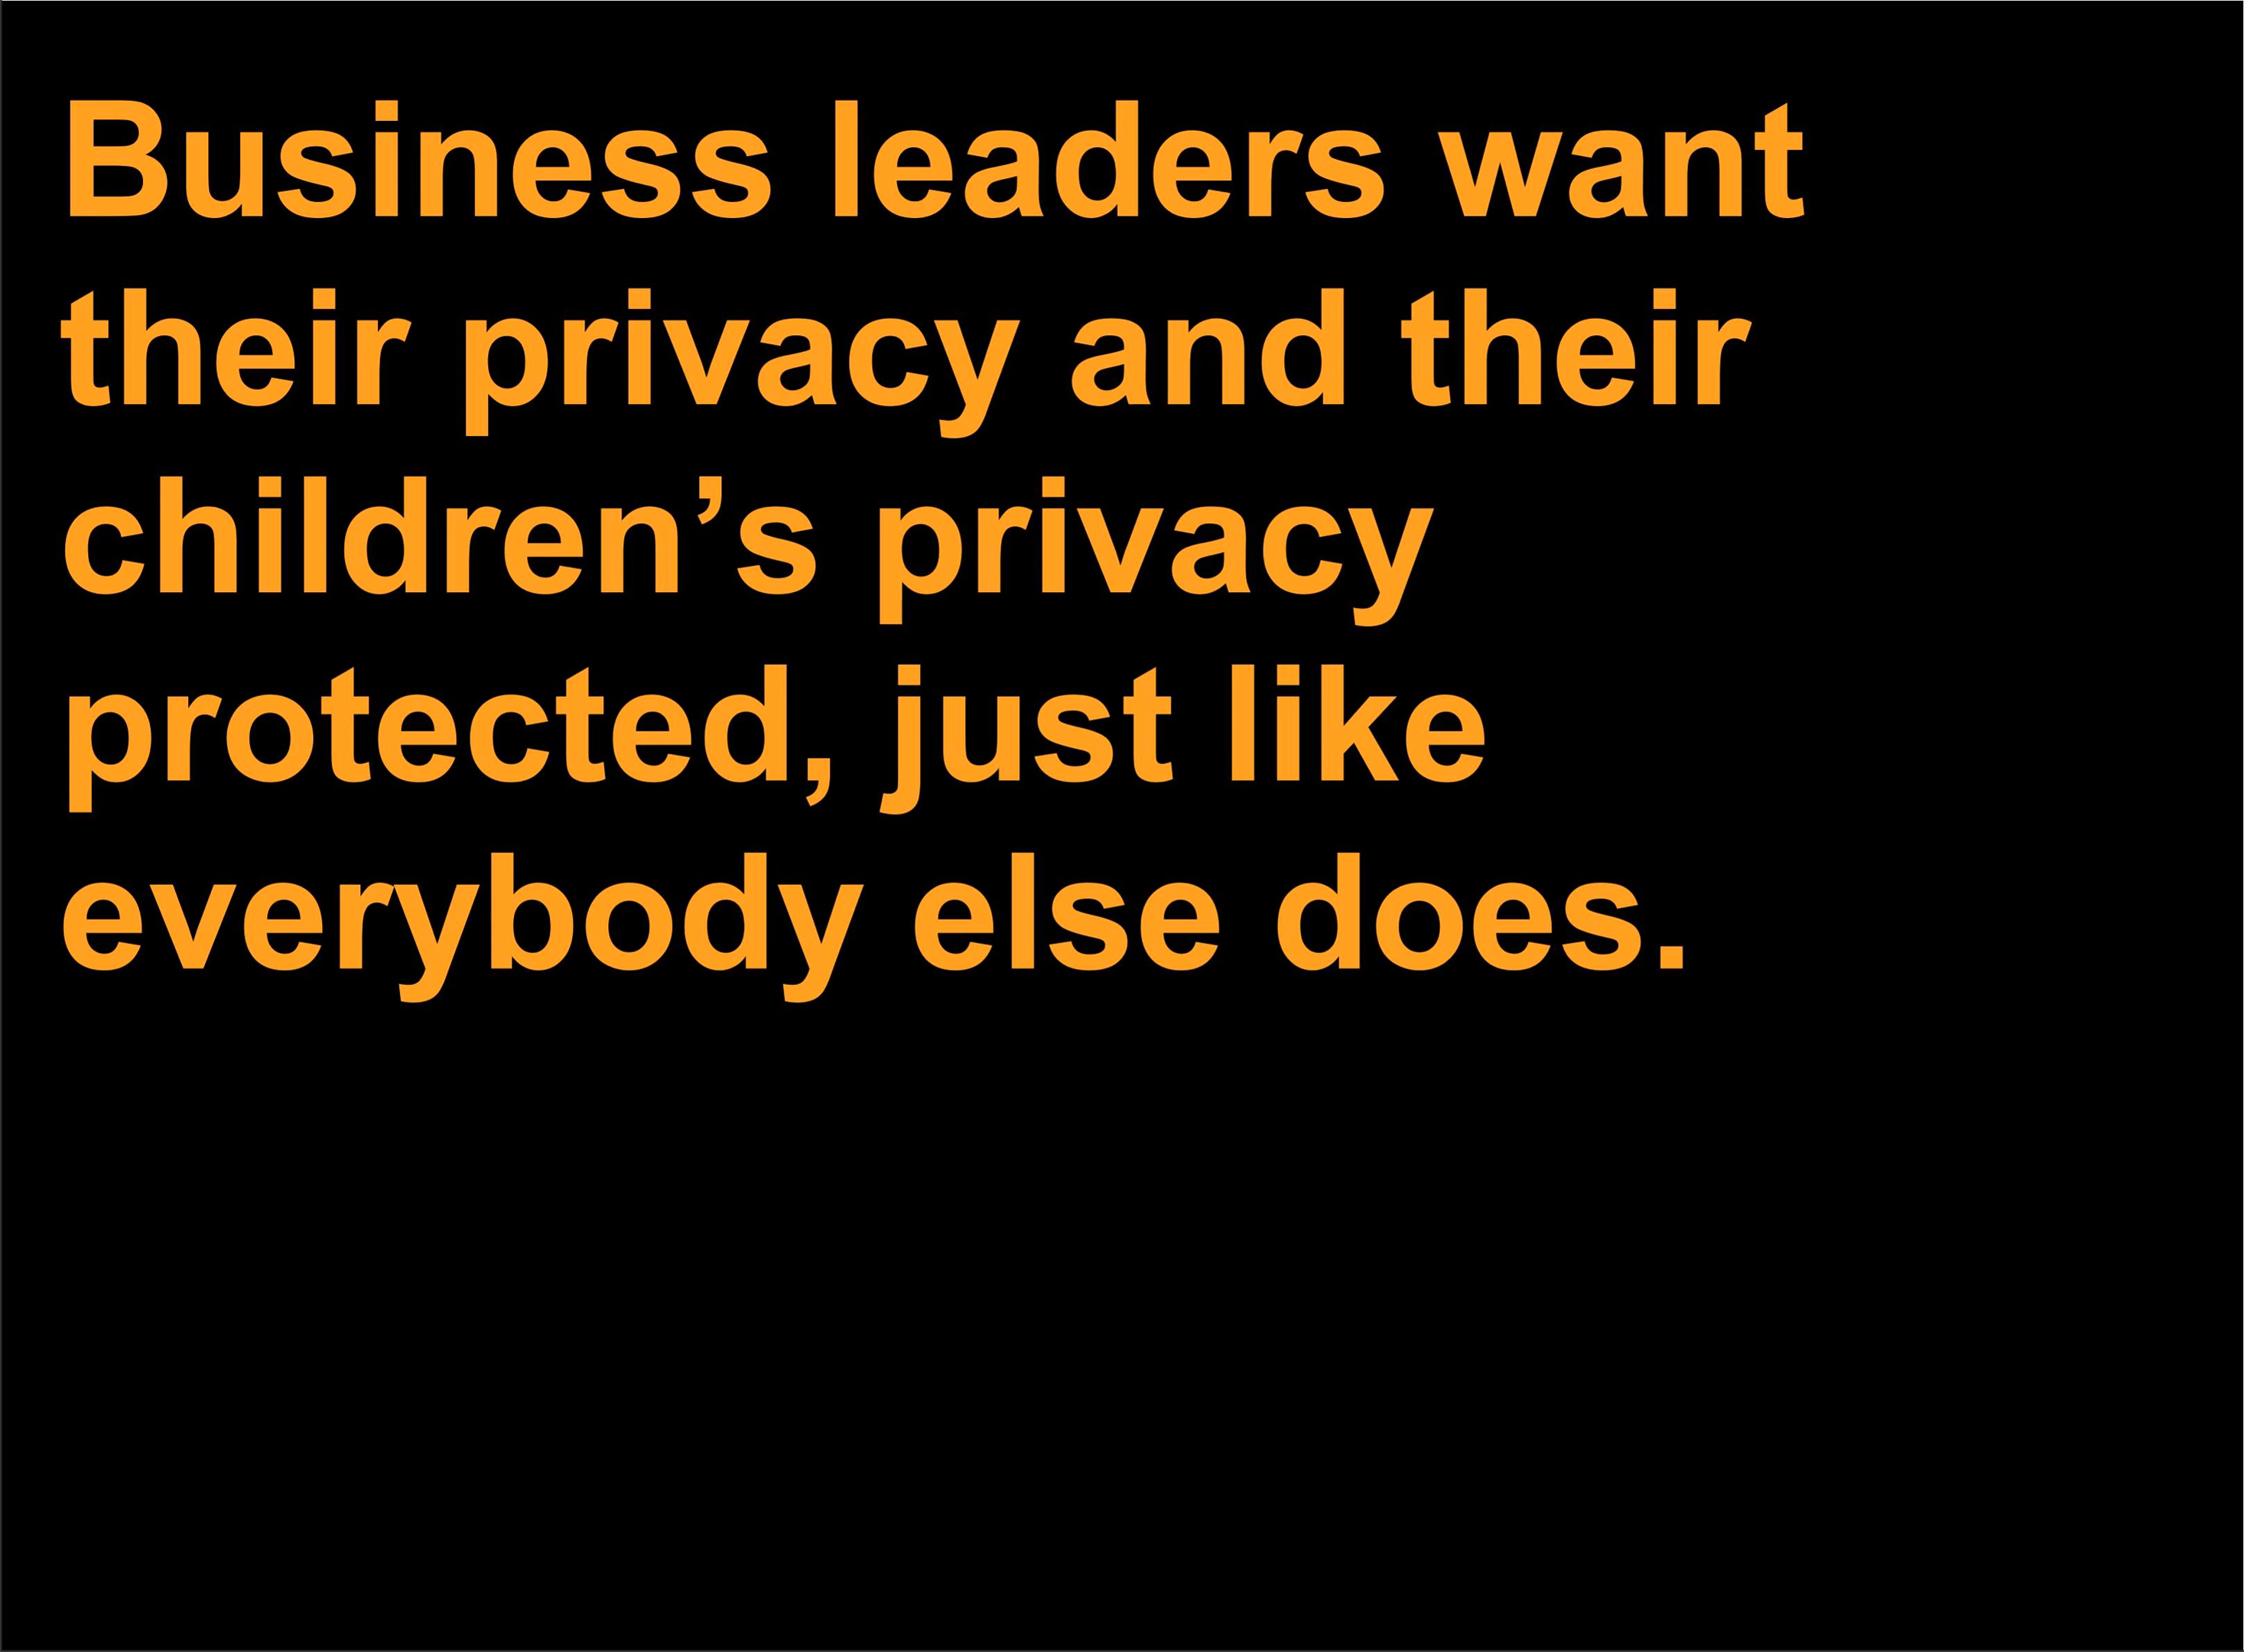 Business leaders want
their privacy and their
children’s privacy
protected, just like
everybody else does.